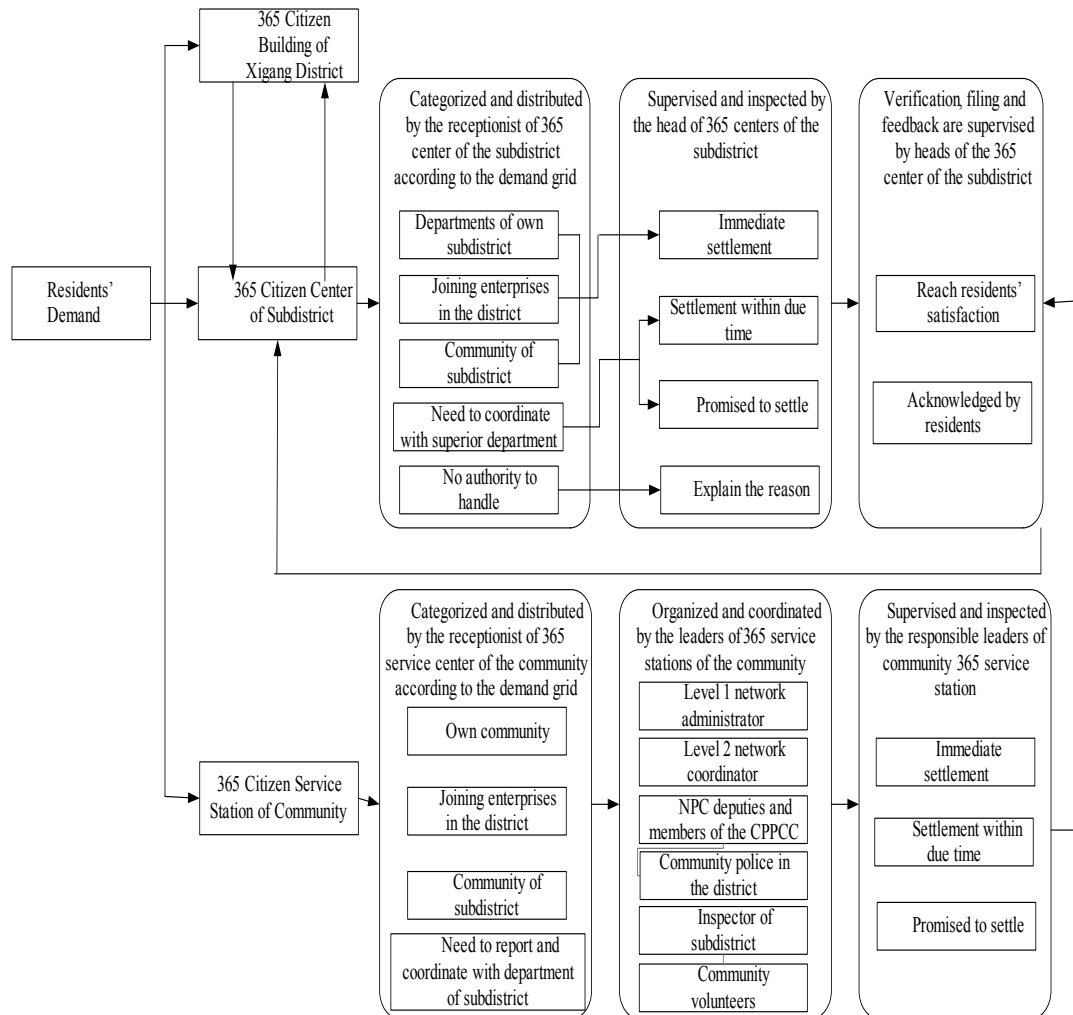 365 Citizen
Building of
Xigang District
Residents’
Demand
365 Citizen Center
of Subdistrict
Categorized and distributed
by the receptionist of 365
center of the subdistrict
according to the demand grid
Departments of own
subdistrict
Joining enterprises
in the district
Community of
subdistrict
Need to coordinate
with superior department
No authority to
handle
Supervised and inspected by
the head of 365 centers of the
subdistrict
Immediate
settlement
Settlement within due
time
Promised to settle
Explain the reason
Verification, filing and
feedback are supervised
by heads of the 365
center of the subdistrict
Reach residents’
satisfaction
Acknowledged by
residents
365 Citizen Service
Station of Community
Categorized and distributed
by the receptionist of 365
service center of the community
according to the demand grid
Own community
Joining enterprises
in the district
Community of
subdistrict
Need to report and
coordinate with department
of subdistrict
Organized and coordinated
by the leaders of 365 service
stations of the community
Level 1 network
administrator
Level 2 network
coordinator
NPC deputies and
members of the CPPCC
Community police in
the district
Inspector of
subdistrict
Community
volunteers
Supervised and inspected
by the responsible leaders of
community 365 service
station
Immediate
settlement
Settlement within
due time
Promised to settle